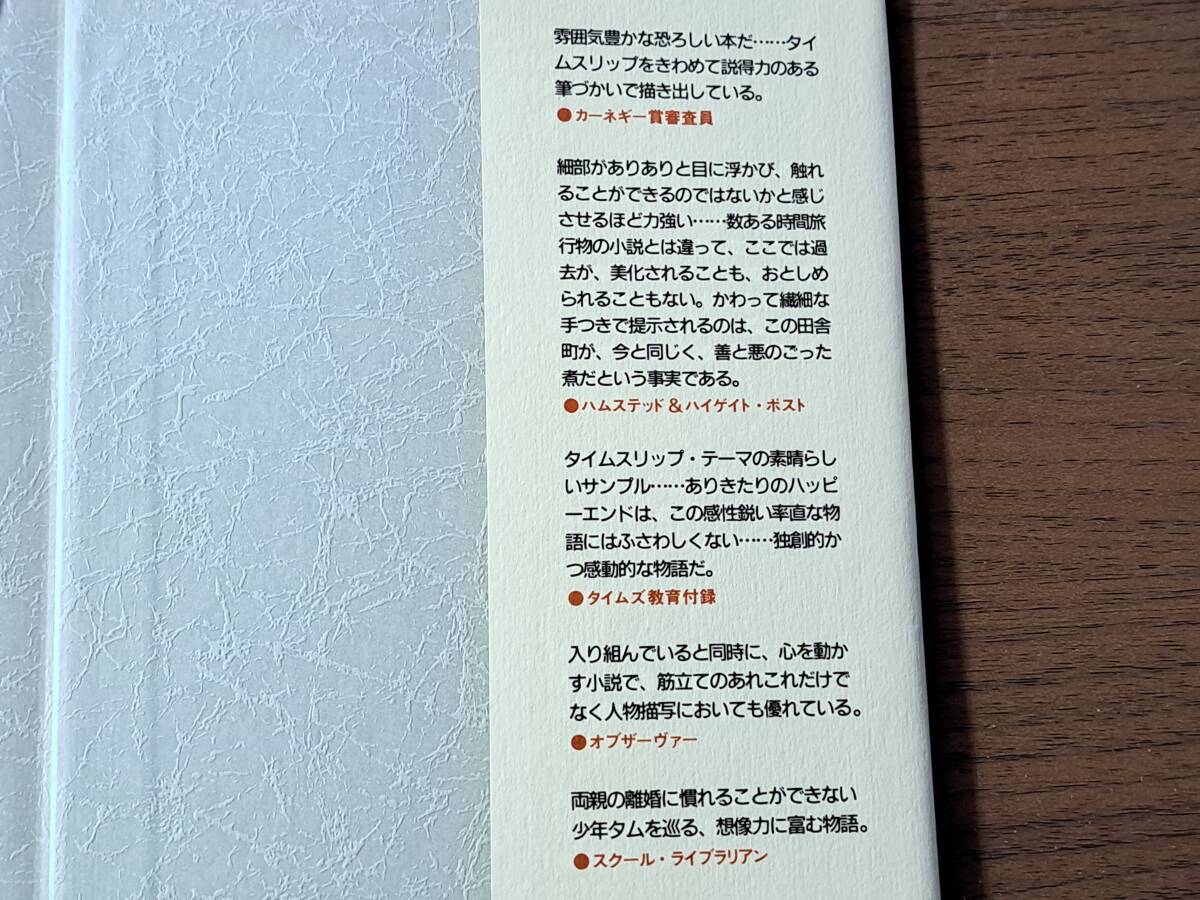 雰囲気豊かな恐ろしい本だ……タイ
ムスリップをきわめて説得力のある
筆づかいで描き出している。
●カーネギー賞審査員
細部がありありと目に浮かび、触れ
ることができるのではないかと感じ
させるほど力強い……数ある時間旅
行物の小説とは違って、ここでは過
去が、美化されることも、おとしめ
られることもない。かわって繊細な
手つきで提示されるのは、この田舎
町が、今と同じく、善と悪のごった
煮だという事実である。
●ハムステッド&ハイゲイト・ポスト
タイムスリップ・テーマの素晴らし
いサンプル……ありきたりのハッピ
ーエンドは、この感性鋭い率直な物
語にはふさわしくない……独創的か
つ感動的な物語だ。
●タイムズ教育付録
入り組んでいると同時に、心を動か
す小説で、筋立てのあれこれだけで
なく人物描写においても優れている。
●オブザーヴァー
両親の離婚に慣れることができない
少年タムを巡る、想像力に富む物語。
●スクール・ライブラリアン